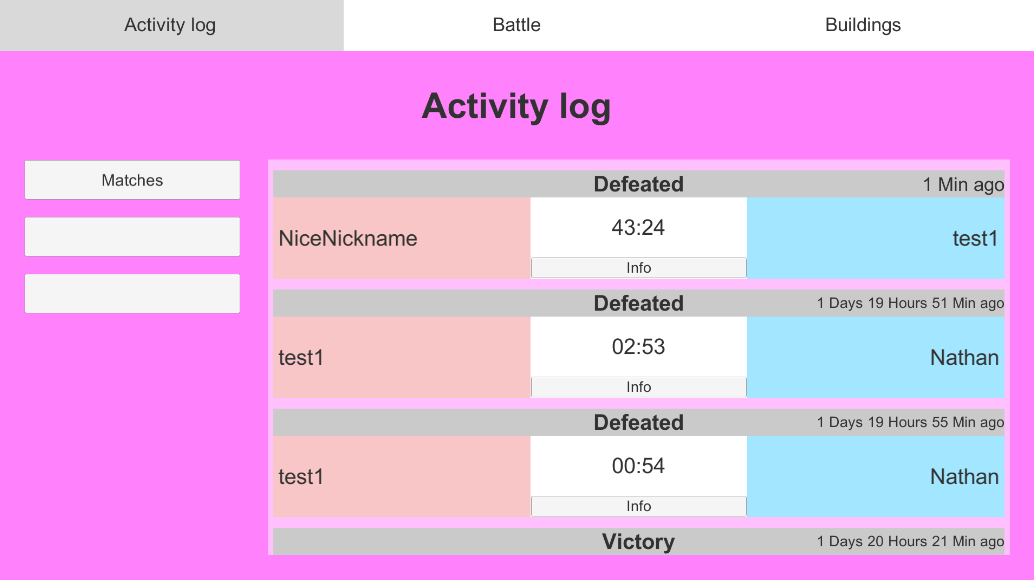 Activity log Battle Buildings
Activity log
Matches
Defeated 1 Min ago
NiceNickname 43:24 test1
Info
Defeated 1 Days 19 Hours 51 Min ago
test1 02:53 Nathan
Info
Defeated 1 Days 19 Hours 55 Min ago
test1 00:54 Nathan
Info
Victory 1 Days 20 Hours 21 Min ago